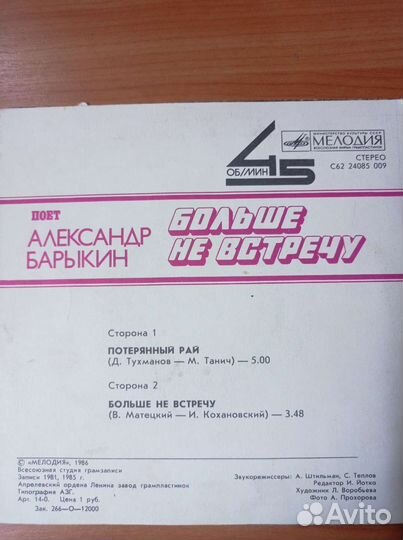 45
ОБ/МИН
МИНИСТЕРСТВО КУЛЬТУРЫ СССР
МЕЛОДИЯ
ВСЕСОЮЗНАЯ ФИРМА ГРАМПЛАСТИНОК
СТЕРЕО
С62 24085 009
ПОЕТ
АЛЕКСАНДР
БАРЫКИН
БОЛЬШЕ
НЕ ВСТРЕЧУ
Сторона 1
ПОТЕРЯННЫЙ РАЙ
(Д. Тухманов — М. Танич) — 5.00
Сторона 2
БОЛЬШЕ НЕ ВСТРЕЧУ
(В. Матецкий — И. Кохановский) — 3.48
© «МЕЛОДИЯ», 1986
Всесоюзная студия грамзаписи
Записи 1981, 1985 г.
Апрелевский ордена Ленина завод грампластинок
Типография АЗГ.
Арт. 14-0. Цена 1 руб.
Зак. 266—О—12000
Звукорежиссеры: А. Штильман, С. Теплов
Редактор И. Йотко
Художник Л. Воробьева
Фото А. Прохорова
Avito